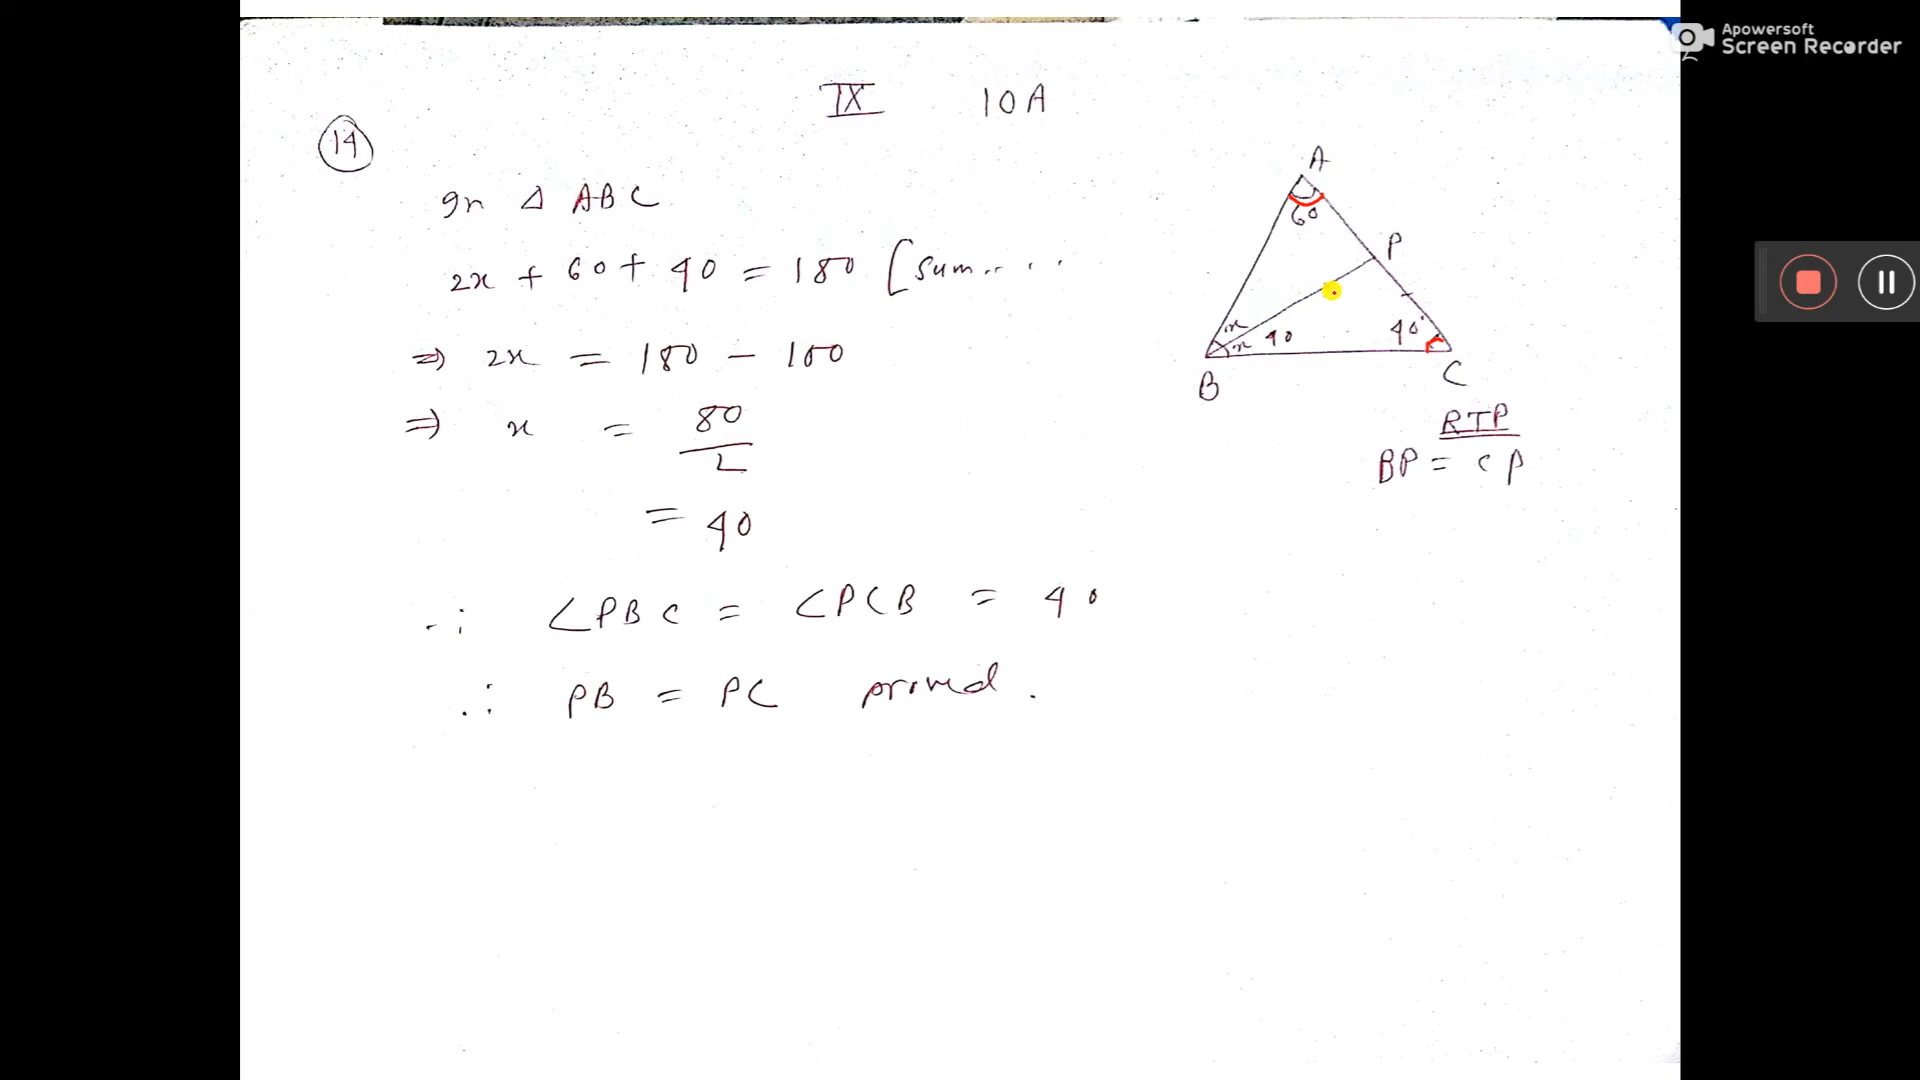 Apowersoft
Screen Recorder
IX 10A
14
In △ ABC
2x + 60 + 40 = 180 [sum....
⇒ 2x = 180 - 100
⇒ x = 80/2
= 40
∴ ∠PBC = ∠PCB = 40
∴ PB = PC proved.
A
60
P
x
x 40
40°
B
C
RTP
BP = CP